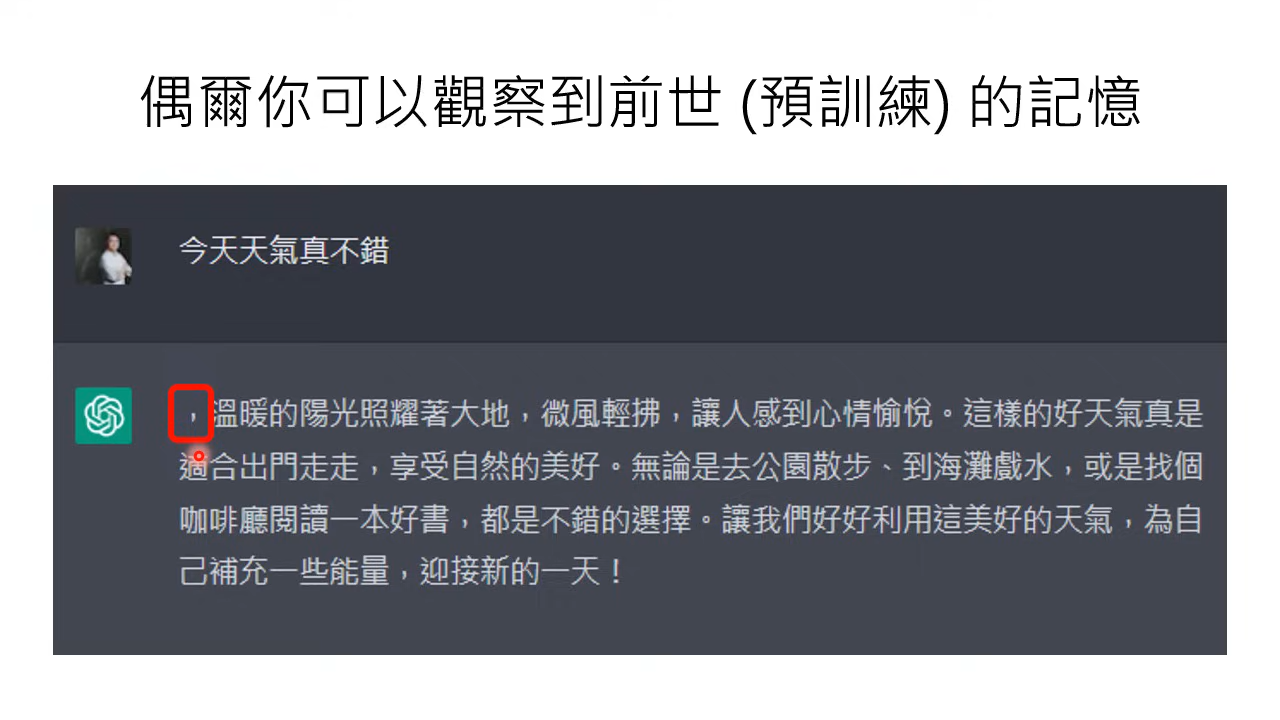 偶爾你可以觀察到前世 (預訓練) 的記憶
今天天氣真不錯
，溫暖的陽光照耀著大地，微風輕拂，讓人感到心情愉悅。這樣的好天氣真是
適合出門走走，享受自然的美好。無論是去公園散步、到海灘戲水，或是找個
咖啡廳閱讀一本好書，都是不錯的選擇。讓我們好好利用這美好的天氣，為自
己補充一些能量，迎接新的一天！